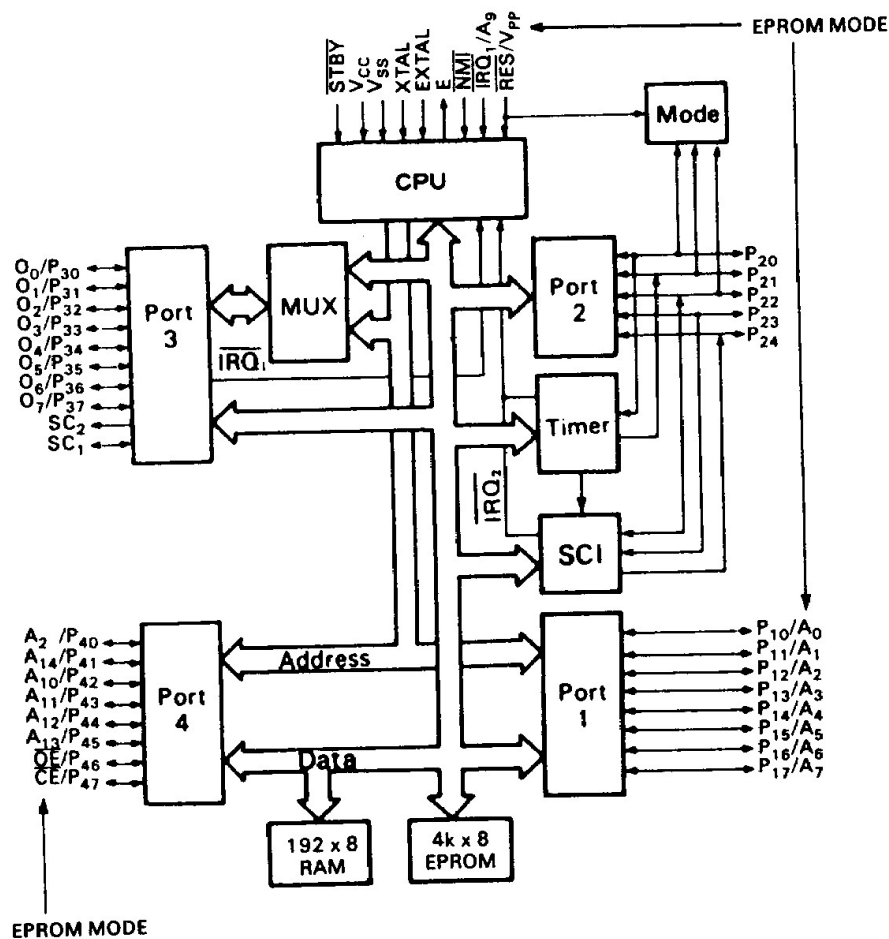 EPROM MODE
STBY
VCC
VSS
XTAL
EXTAL
E
NMI
IRQ1/A9
RES/VPP
Mode
CPU
O0/P30
O1/P31
O2/P32
O3/P33
O4/P34
O5/P35
O6/P36
O7/P37
SC2
SC1
Port
3
MUX
IRQ1
Port
2
P20
P21
P22
P23
P24
Timer
IRQ2
SCI
A2 /P40
A14/P41
A10/P42
A11/P43
A12/P44
A13/P45
OE/P46
CE/P47
Port
4
Address
Data
Port
1
P10/A0
P11/A1
P12/A2
P13/A3
P14/A4
P15/A5
P16/A6
P17/A7
192 x 8
RAM
4k x 8
EPROM
EPROM MODE